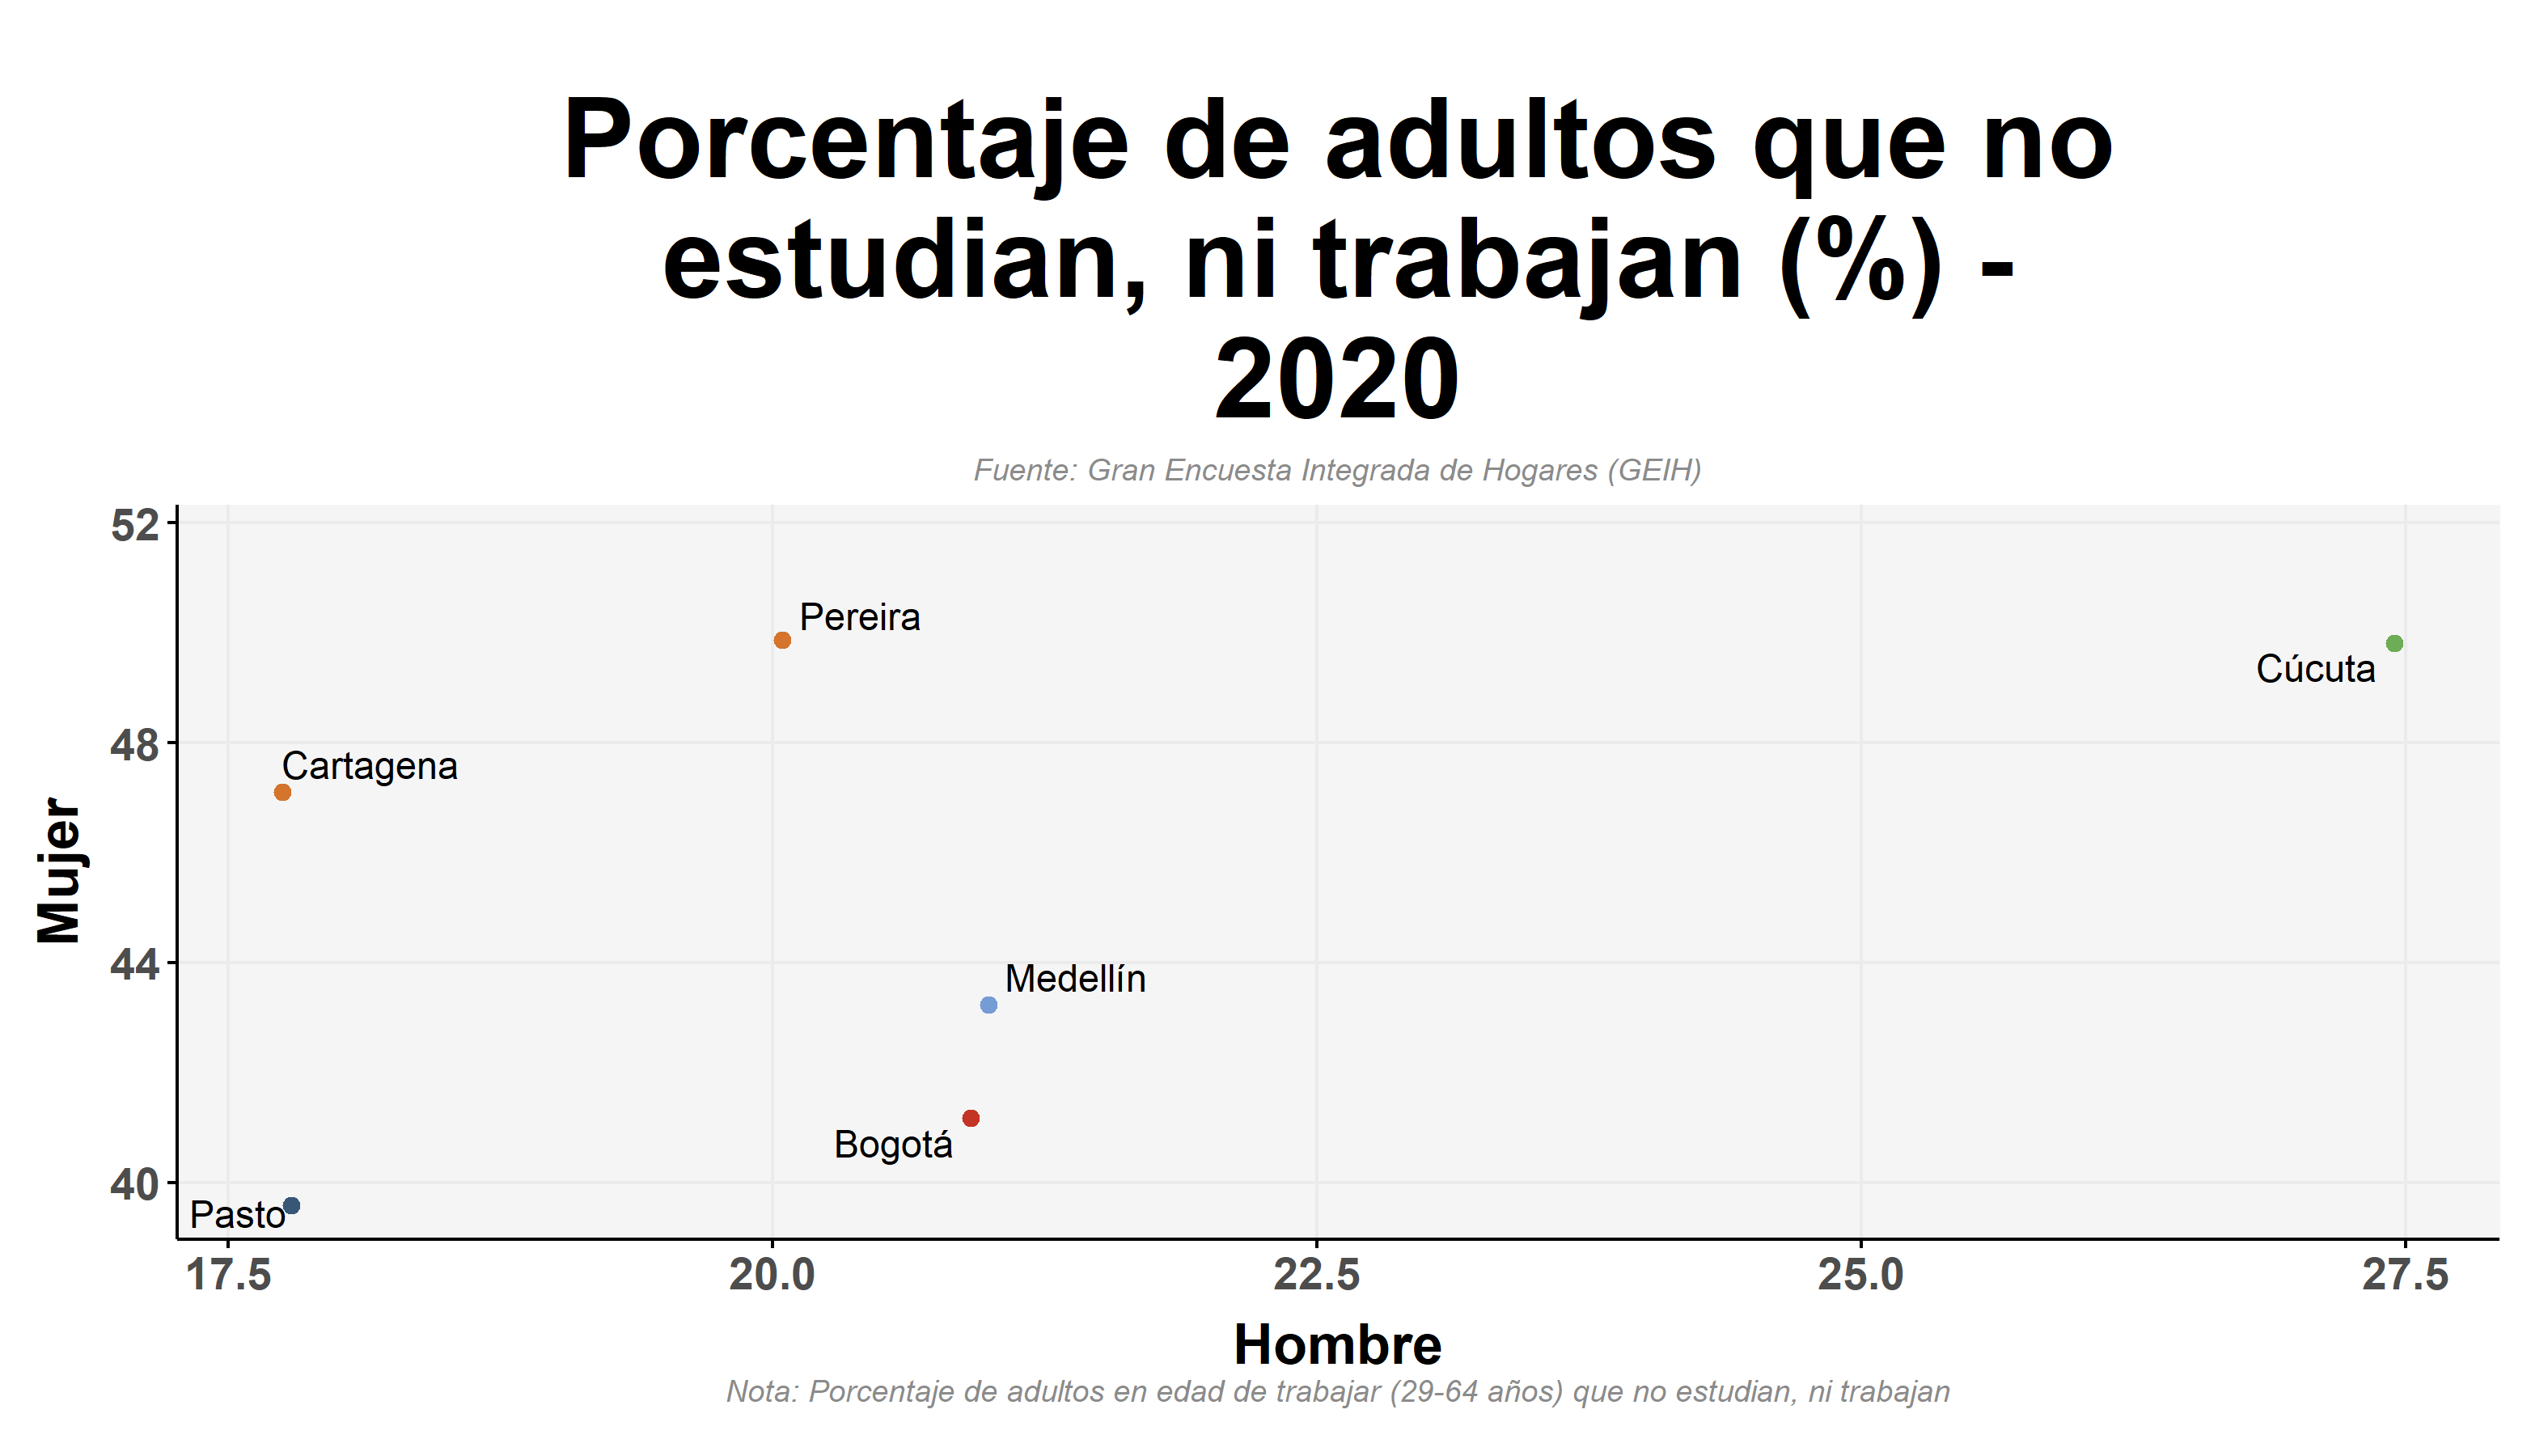 Porcentaje de adultos que no
estudian, ni trabajan (%) -
2020
Fuente: Gran Encuesta Integrada de Hogares (GEIH)
52
48
44
40
Mujer
Pereira
Cúcuta
Cartagena
Medellín
Bogotá
Pasto
17.5 20.0 22.5 25.0 27.5
Hombre
Nota: Porcentaje de adultos en edad de trabajar (29-64 años) que no estudian, ni trabajan